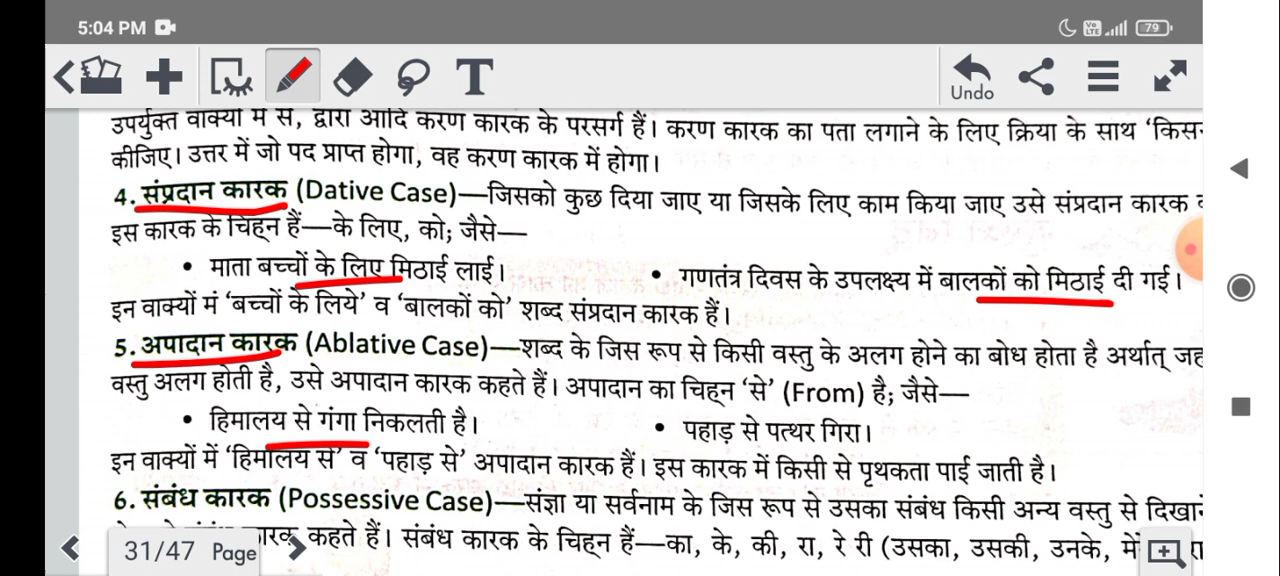 5:04 PM
79
T
Undo
उपर्युक्त वाक्यों में से, द्वारा आदि करण कारक के परसर्ग हैं। करण कारक का पता लगाने के लिए क्रिया के साथ ‘किस
कीजिए। उत्तर में जो पद प्राप्त होगा, वह करण कारक में होगा।
4. संप्रदान कारक (Dative Case)—जिसको कुछ दिया जाए या जिसके लिए काम किया जाए उसे संप्रदान कारक
इस कारक के चिह्न हैं—के लिए, को; जैसे—
• माता बच्चों के लिए मिठाई लाई।
• गणतंत्र दिवस के उपलक्ष्य में बालकों को मिठाई दी गई।
इन वाक्यों मं ‘बच्चों के लिये’ व ‘बालकों को’ शब्द संप्रदान कारक हैं।
5. अपादान कारक (Ablative Case)—शब्द के जिस रूप से किसी वस्तु के अलग होने का बोध होता है अर्थात् जह
वस्तु अलग होती है, उसे अपादान कारक कहते हैं। अपादान का चिह्न ‘से’ (From) है; जैसे—
• हिमालय से गंगा निकलती है।
• पहाड़ से पत्थर गिरा।
इन वाक्यों में ‘हिमालय से’ व ‘पहाड़ से’ अपादान कारक हैं। इस कारक में किसी से पृथकता पाई जाती है।
6. संबंध कारक (Possessive Case)—संज्ञा या सर्वनाम के जिस रूप से उसका संबंध किसी अन्य वस्तु से दिखा
कहते हैं। संबंध कारक के चिह्न हैं—का, के, की, रा, रे री (उसका, उसकी, उनके,
31/47 Page